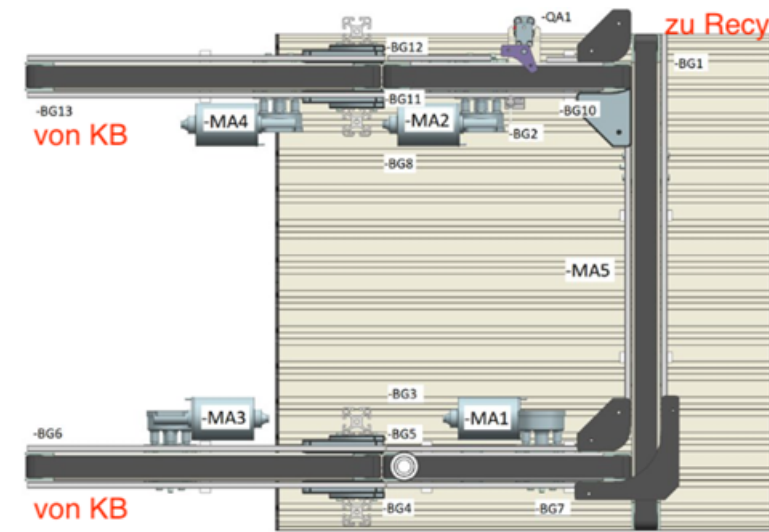 -QA1
zu Recy
-BG12
-BG1
-BG13
-BG11
-BG10
von KB
-MA4
-MA2
-BG2
-BG8
-MA5
-BG3
-MA3
-MA1
-BG6
-BG5
von KB
-BG4
-BG7